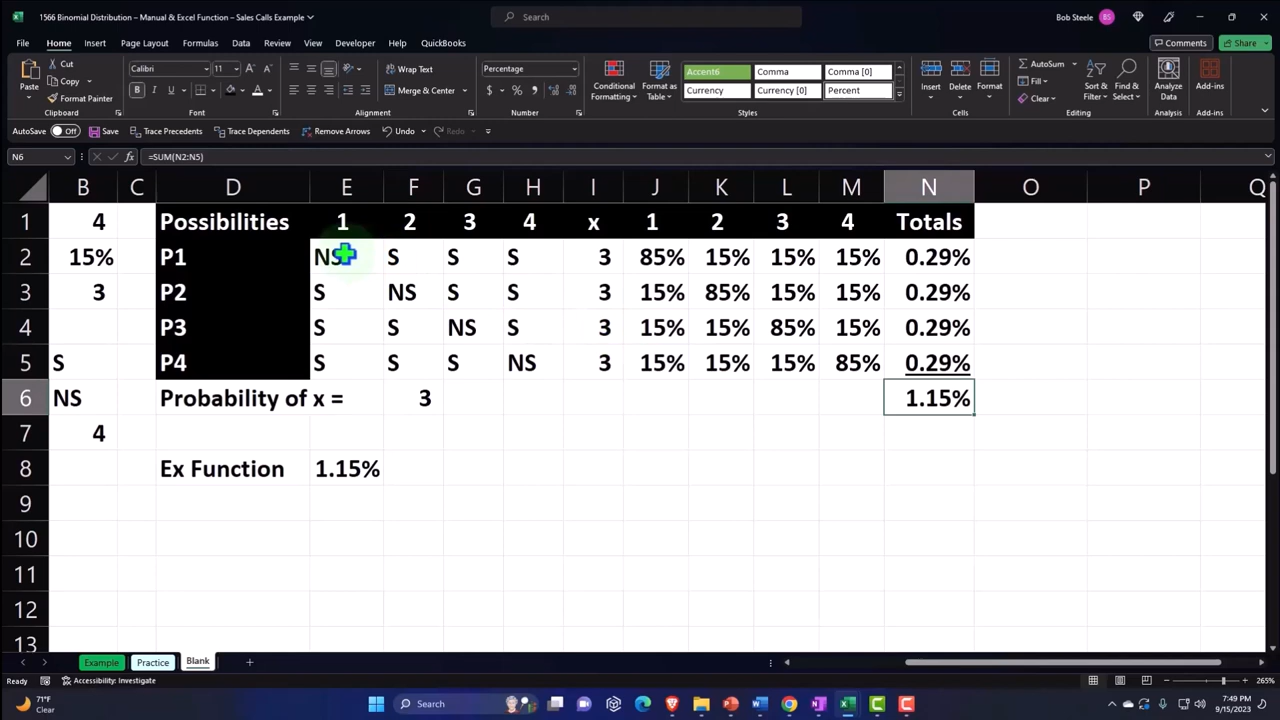 1566 Binomial Distribution – Manual & Excel Function – Sales Calls Example
Search
Bob Steele
BS
File Home Insert Page Layout Formulas Data Review View Developer Help QuickBooks
Comments
Share
Paste
Cut
Copy
Format Painter
Clipboard
Calibri
11
B I U
Font
Wrap Text
Merge & Center
Alignment
Percentage
$ % ,
Number
Conditional Formatting
Format as Table
Accent6 Comma Comma [0]
Currency Currency [0] Percent
Styles
Insert Delete Format
Cells
AutoSum
Fill
Clear
Sort & Filter
Find & Select
Editing
Analyze Data
Analysis
Add-ins
Add-ins
AutoSave Off Save Trace Precedents Trace Dependents Remove Arrows Undo Redo
N6 fx =SUM(N2:N5)
B C D E F G H I J K L M N O P Q
1 4 Possibilities 1 2 3 4 x 1 2 3 4 Totals
2 15% P1 NS S S S 3 85% 15% 15% 15% 0.29%
3 3 P2 S NS S S 3 15% 85% 15% 15% 0.29%
4 P3 S S NS S 3 15% 15% 85% 15% 0.29%
5 S P4 S S S NS 3 15% 15% 15% 85% 0.29%
6 NS Probability of x = 3 1.15%
7 4
8 Ex Function 1.15%
9
10
11
12
13
Example Practice Blank
Ready Accessibility: Investigate 265%
71°F
Clear
Search
7:49 PM
9/15/2023